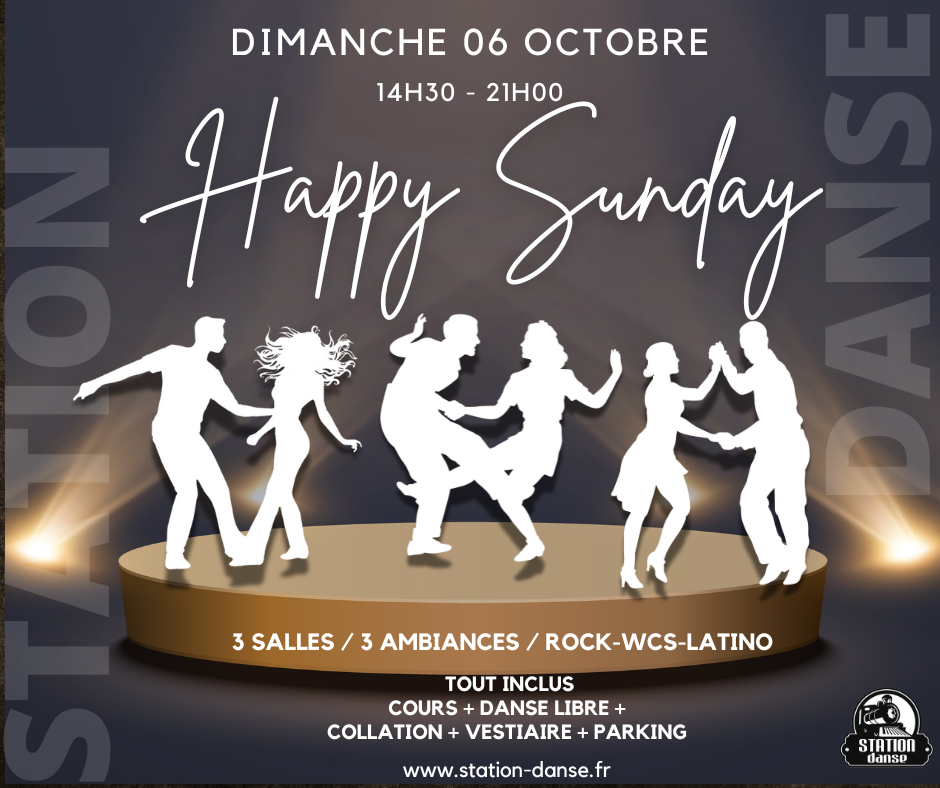 DIMANCHE 06 OCTOBRE
14H30 - 21H00
Happy Sunday
STATION
DANSE
3 SALLES / 3 AMBIANCES / ROCK-WCS-LATINO
TOUT INCLUS
COURS + DANSE LIBRE +
COLLATION + VESTIAIRE + PARKING
www.station-danse.fr
STATION
danse